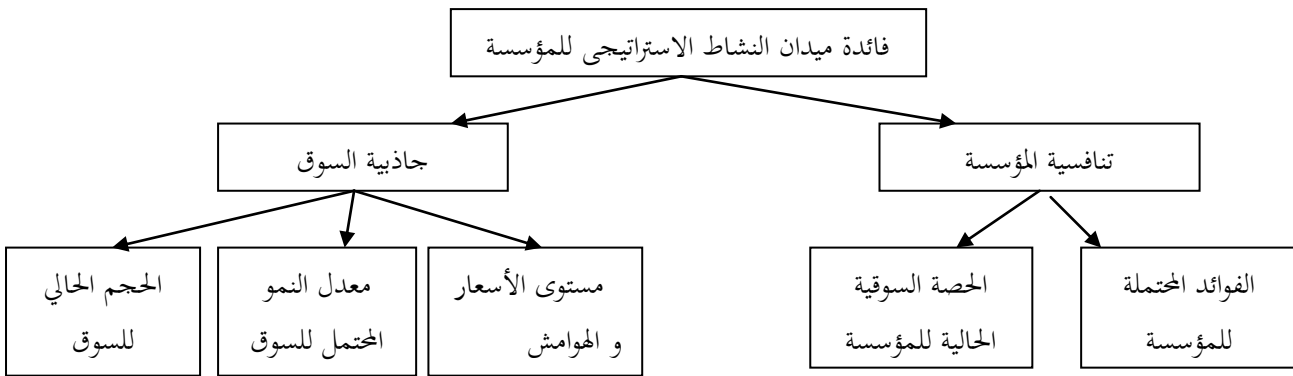 فائدة ميدان النشاط الاستراتيجى للمؤسسة
تنافسية المؤسسة
جاذبية السوق
الفوائد المحتملة
للمؤسسة
الحصة السوقية
الحالية للمؤسسة
مستوى الأسعار
و الهوامش
معدل النمو
المحتمل للسوق
الحجم الحالي
للسوق